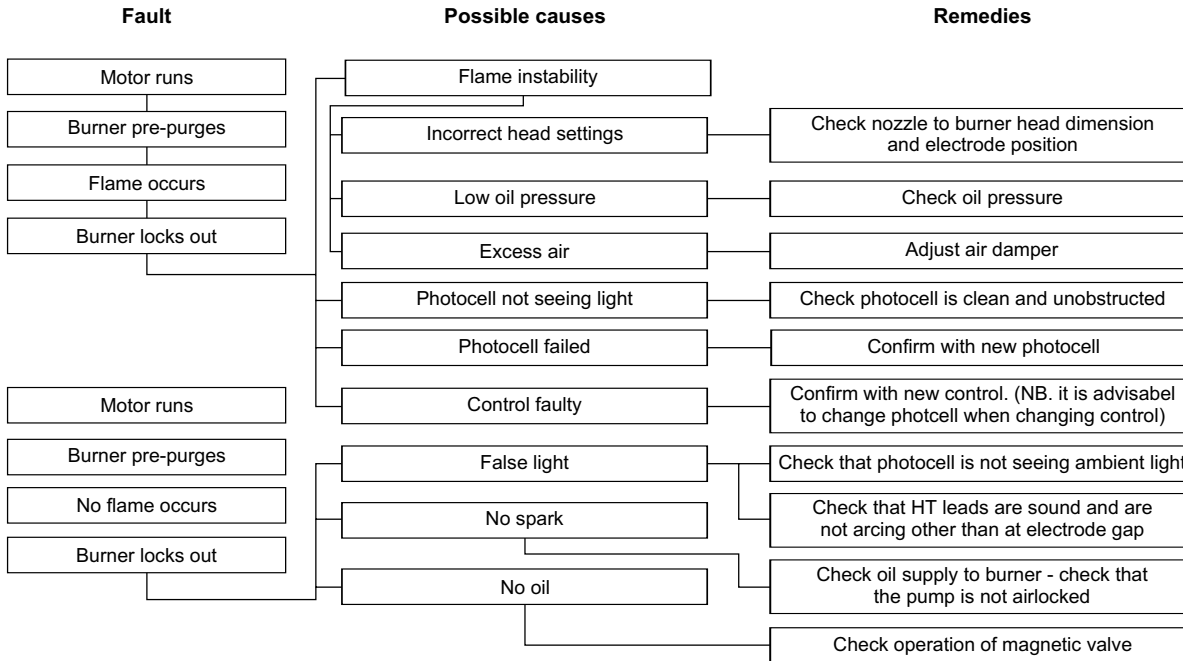 Fault
Possible causes
Remedies
Motor runs
Burner pre-purges
Flame occurs
Burner locks out
Flame instability
Incorrect head settings
Check nozzle to burner head dimension
and electrode position
Low oil pressure
Check oil pressure
Excess air
Adjust air damper
Photocell not seeing light
Check photocell is clean and unobstructed
Photocell failed
Confirm with new photocell
Control faulty
Confirm with new control. (NB. it is advisabel
to change photcell when changing control)
Motor runs
Burner pre-purges
No flame occurs
Burner locks out
False light
Check that photocell is not seeing ambient light
Check that HT leads are sound and are
not arcing other than at electrode gap
No spark
Check oil supply to burner - check that
the pump is not airlocked
No oil
Check operation of magnetic valve